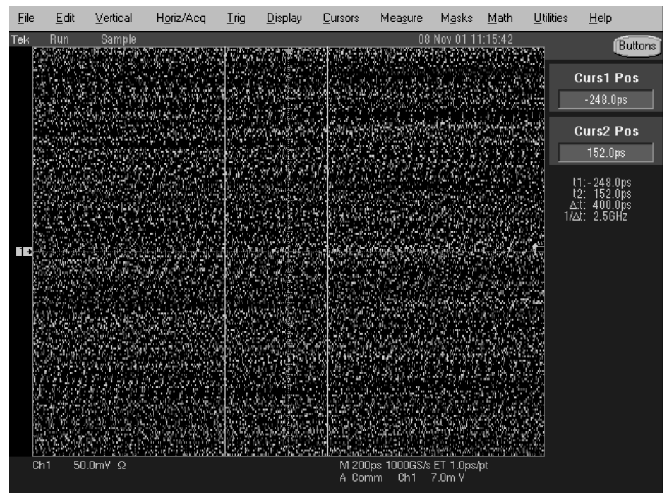 File Edit Vertical Horiz/Acq Trig Display Cursors Measure Masks Math Utilities Help
Tek Run Sample 08 Nov 01 11:15:42
Buttons
Curs1 Pos
-248.0ps
Curs2 Pos
152.0ps
t1: -248.0ps
t2: 152.0ps
Δt: 400.0ps
1/Δt: 2.5GHz
1
Ch1 50.0mV Ω M 200ps 1000GS/s ET 1.0ps/pt
A Comm Ch1 7.0mV